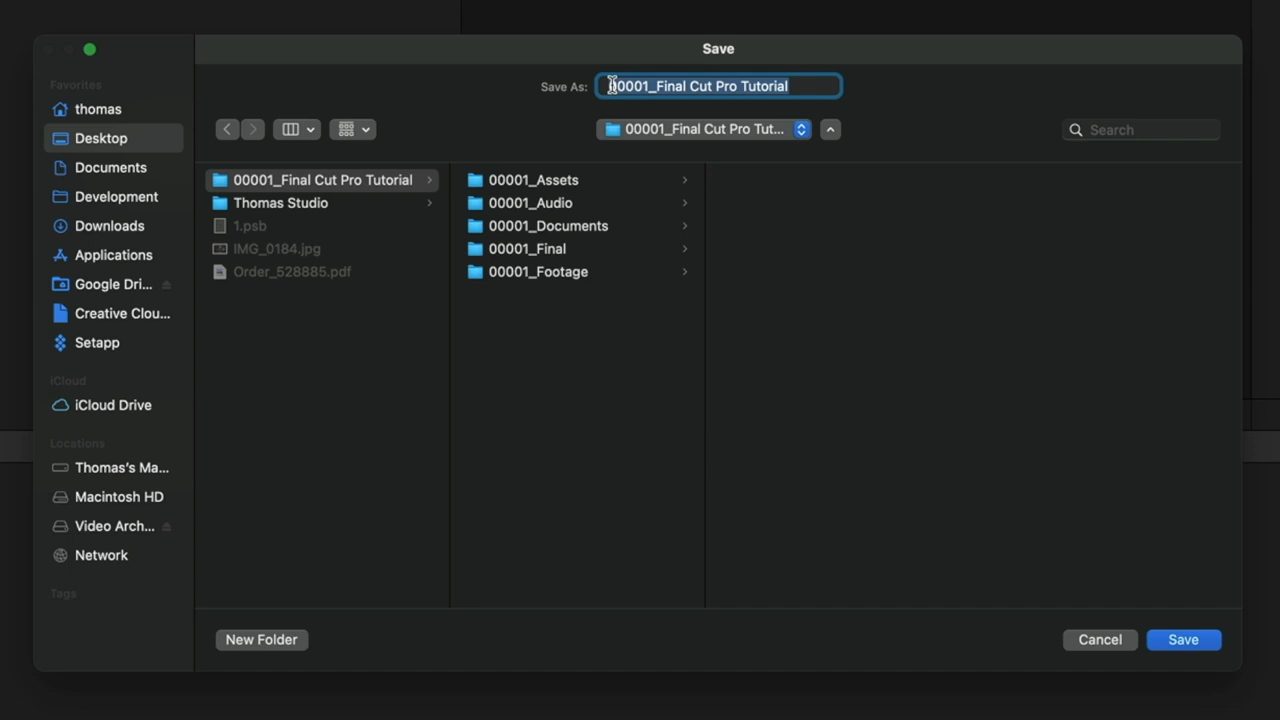 Save
Save As: 00001_Final Cut Pro Tutorial
00001_Final Cut Pro Tut...
Search
Favorites
thomas
Desktop
Documents
Development
Downloads
Applications
Google Dri...
Creative Clou...
Setapp
iCloud
iCloud Drive
Locations
Thomas's Ma...
Macintosh HD
Video Arch...
Network
Tags
00001_Final Cut Pro Tutorial
Thomas Studio
1.psb
IMG_0184.jpg
Order_528885.pdf
00001_Assets
00001_Audio
00001_Documents
00001_Final
00001_Footage
New Folder
Cancel
Save